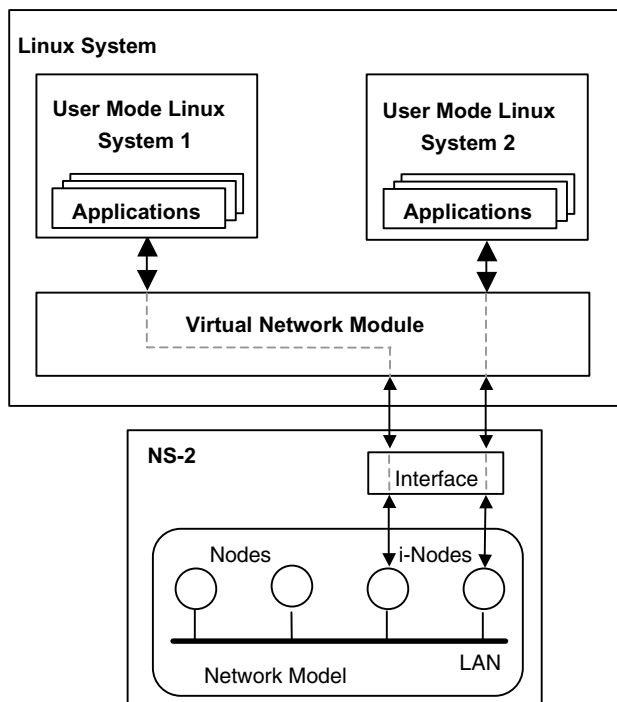 Linux System
User Mode Linux
System 1
Applications
User Mode Linux
System 2
Applications
Virtual Network Module
NS-2
Interface
Nodes
i-Nodes
LAN
Network Model